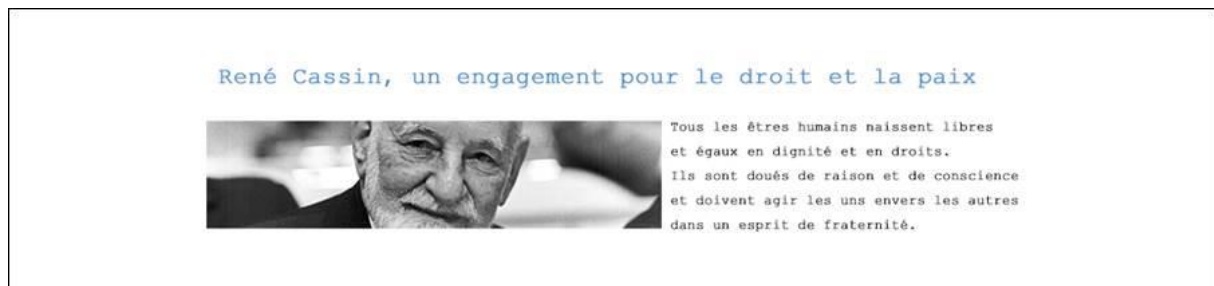 René Cassin, un engagement pour le droit et la paix
Tous les êtres humains naissent libres
et égaux en dignité et en droits.
Ils sont doués de raison et de conscience
et doivent agir les uns envers les autres
dans un esprit de fraternité.